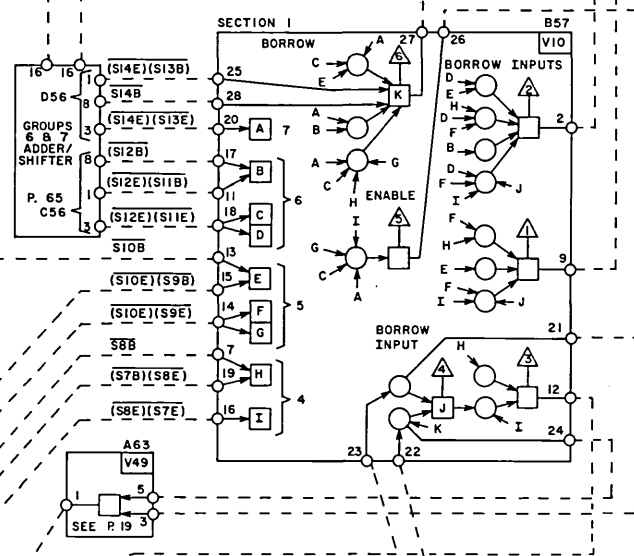 SECTION 1
B57
V10
27
26
BORROW
A
C
E
6
K
BORROW INPUTS
D
E
H
D
F
B
D
F
I
J
2
2
16
16
1
D56
8
3
GROUPS
6 & 7
ADDER/
SHIFTER
8
1
P. 65
C56
3
(S14E)(S13B)
25
S14B
28
(S14E)(S13E)
20
A
7
S12B
17
B
(S12E)(S11B)
11
6
(S12E)(S11E)
18
C
D
A
B
A
C
G
H
ENABLE
I
5
G
C
A
F
H
E
F
I
J
1
9
S10B
13
(S10E)(S9B)
15
E
(S10E)(S9E)
14
F
G
5
S8B
7
(S7B)(S8E)
19
H
4
(S8E)(S7E)
16
I
BORROW
INPUT
21
H
4
3
J
12
K
I
24
23
22
A63
V49
1
5
3
SEE P. 19